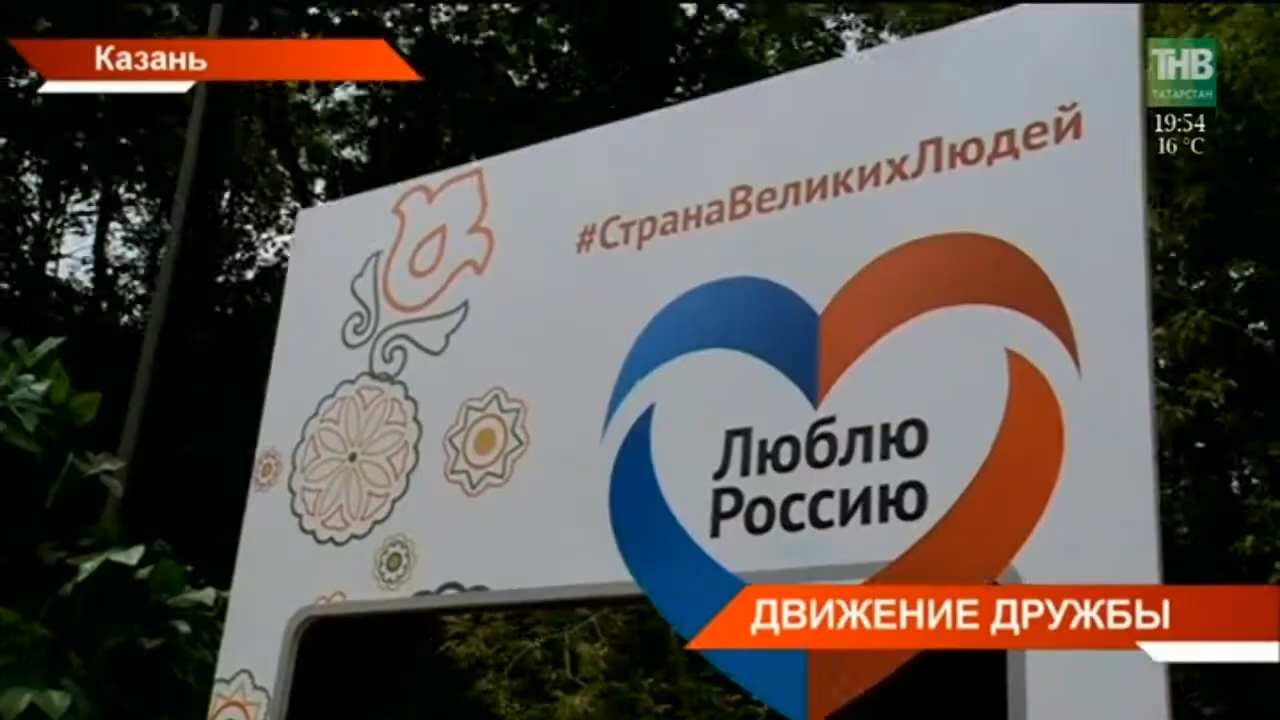 Казань
ТНВ
ТАТАРСТАН
19:54
16 °C
#СтранаВеликихЛюдей
Люблю
Россию
ДВИЖЕНИЕ ДРУЖБЫ